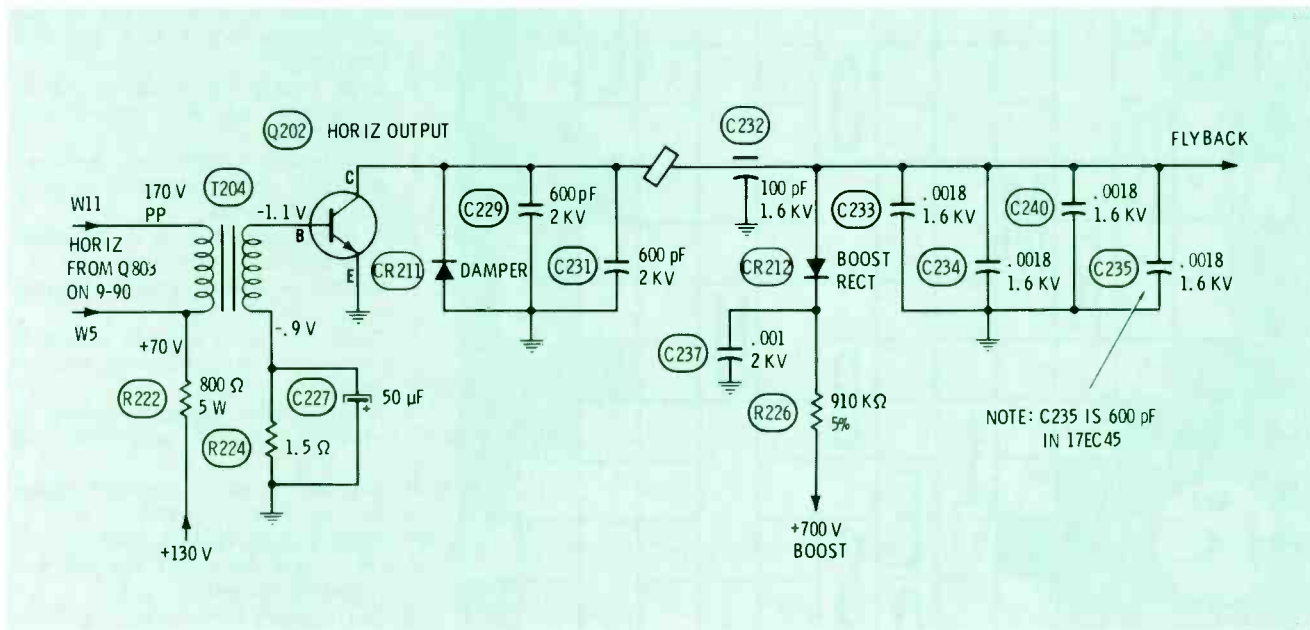 Q202 HORIZ OUTPUT
C232
FLYBACK
C
170 V
PP
T204
W11
-1.1 V
B
E
HORIZ
FROM Q803
ON 9-90
W5
+70 V
-.9 V
R222
800 Ω
5 W
C227
50 µF
+
R224
1.5 Ω
+130 V
CR211
DAMPER
C229
600 pF
2 KV
C231
600 pF
2 KV
100 pF
1.6 KV
CR212
BOOST
RECT
C237
.001
2 KV
R226
910 KΩ
5%
+700 V
BOOST
C233
.0018
1.6 KV
C234
.0018
1.6 KV
C240
.0018
1.6 KV
C235
.0018
1.6 KV
NOTE: C235 IS 600 pF
IN 17EC45